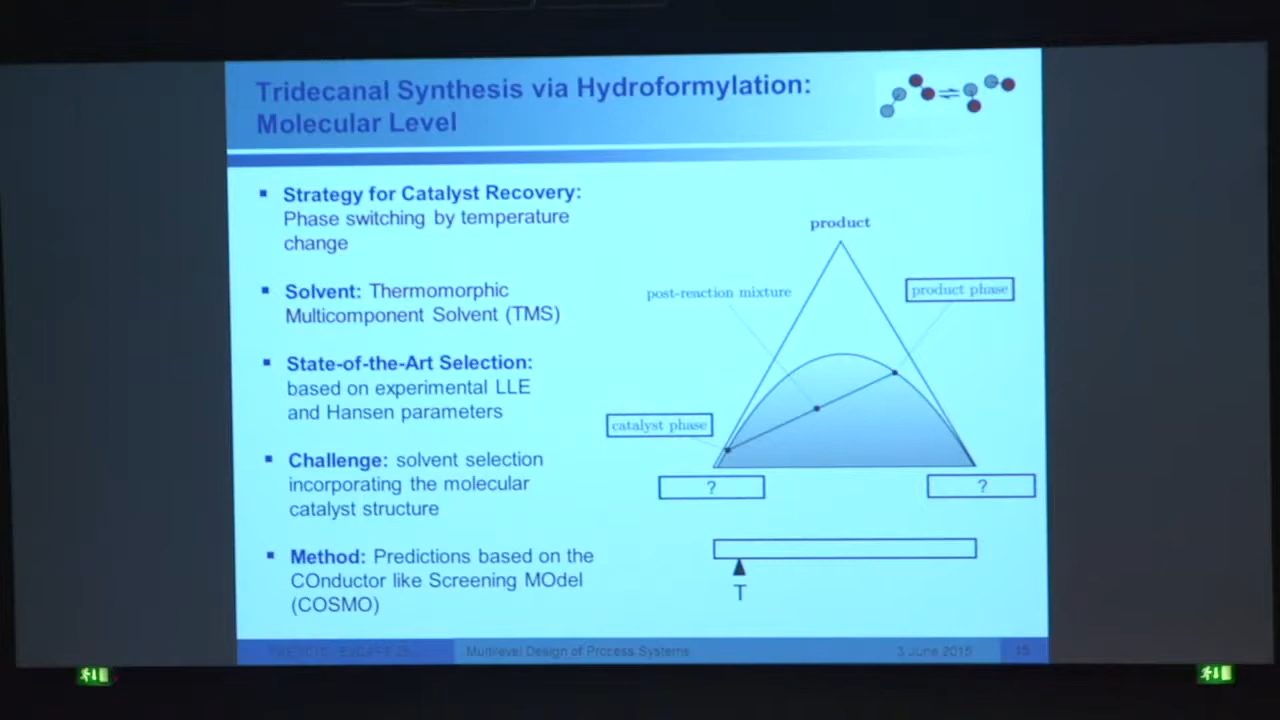 Tridecanal Synthesis via Hydroformylation:
Molecular Level
▪ Strategy for Catalyst Recovery:
Phase switching by temperature
change
▪ Solvent: Thermomorphic
Multicomponent Solvent (TMS)
▪ State-of-the-Art Selection:
based on experimental LLE
and Hansen parameters
▪ Challenge: solvent selection
incorporating the molecular
catalyst structure
▪ Method: Predictions based on the
COnductor like Screening MOdel
(COSMO)
product
post-reaction mixture
product phase
catalyst phase
?
?
T
Multilevel Design of Process Systems
3 June 2015
15